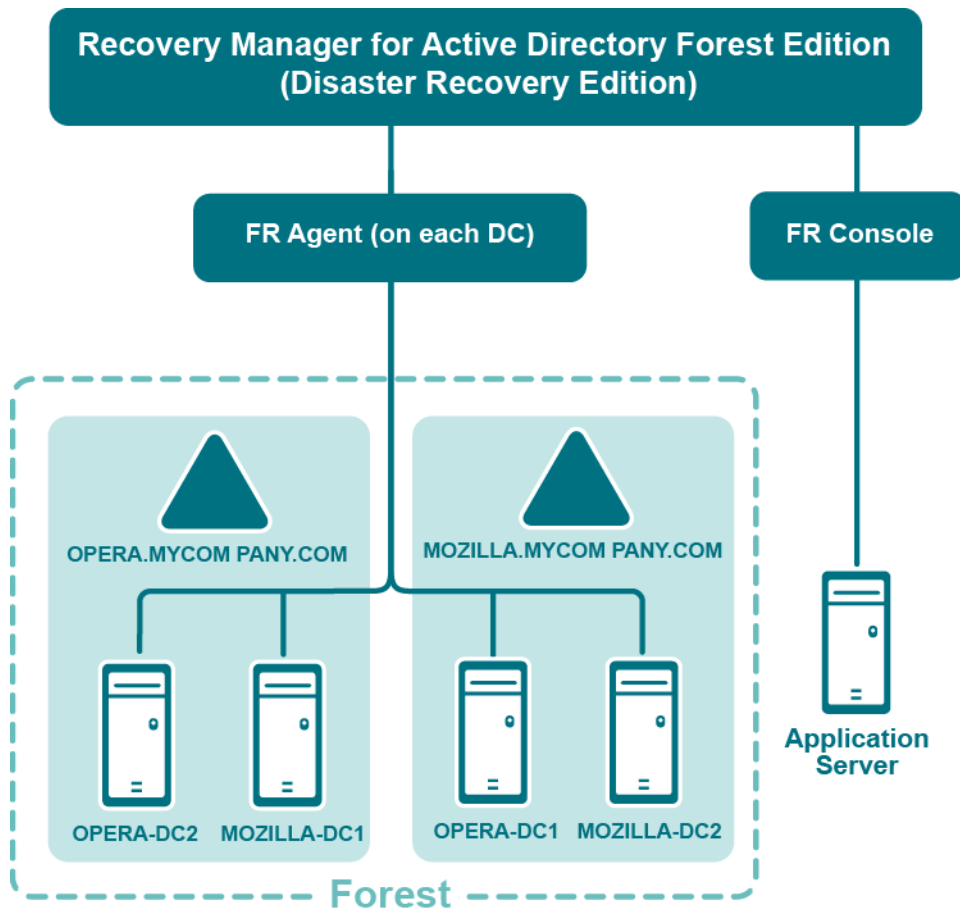 Recovery Manager for Active Directory Forest Edition
(Disaster Recovery Edition)
FR Agent (on each DC)
FR Console
OPERA.MYCOM PANY.COM
MOZILLA.MYCOM PANY.COM
OPERA-DC2
MOZILLA-DC1
OPERA-DC1
MOZILLA-DC2
Application
Server
Forest